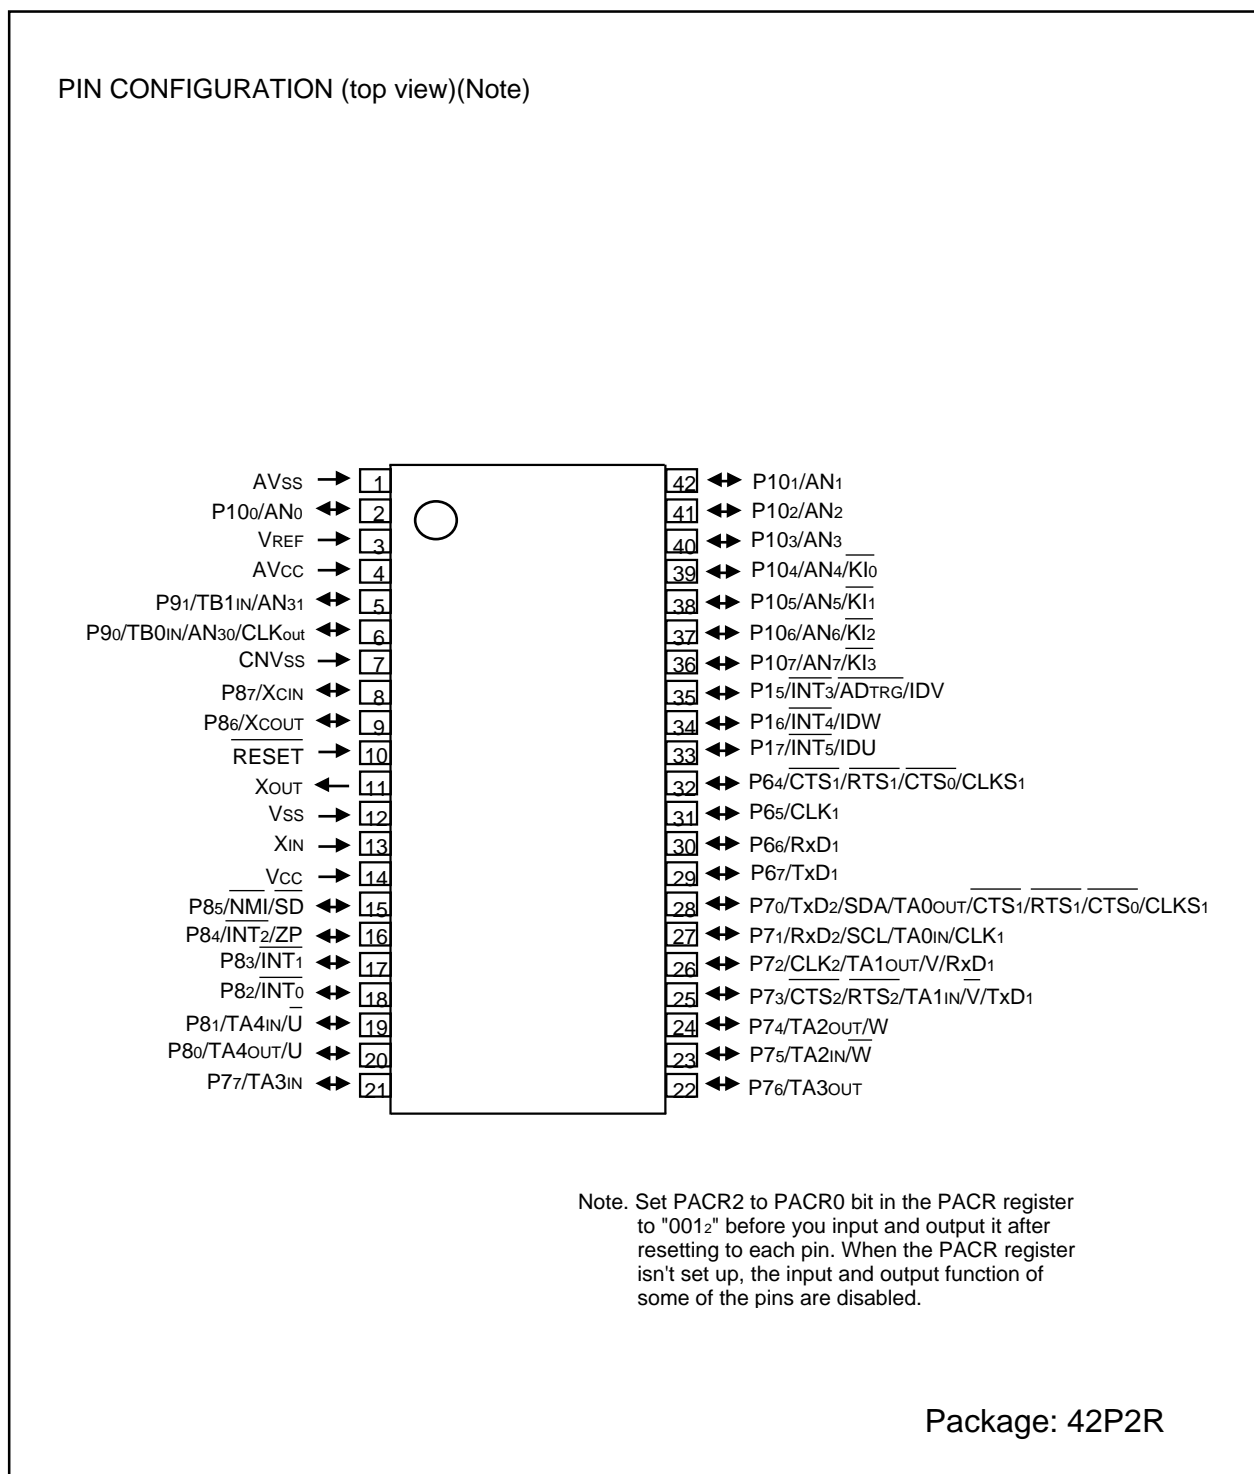 PIN CONFIGURATION (top view)(Note)
AVSS 1 42 P101/AN1
P100/AN0 2 41 P102/AN2
VREF 3 40 P103/AN3
AVCC 4 39 P104/AN4/KI0
P91/TB1IN/AN31 5 38 P105/AN5/KI1
P90/TB0IN/AN30/CLKout 6 37 P106/AN6/KI2
CNVSS 7 36 P107/AN7/KI3
P87/XCIN 8 35 P15/INT3/ADTRG/IDV
P86/XCOUT 9 34 P16/INT4/IDW
RESET 10 33 P17/INT5/IDU
XOUT 11 32 P64/CTS1/RTS1/CTS0/CLKS1
VSS 12 31 P65/CLK1
XIN 13 30 P66/RxD1
VCC 14 29 P67/TxD1
P85/NMI/SD 15 28 P70/TxD2/SDA/TA0OUT/CTS1/RTS1/CTS0/CLKS1
P84/INT2/ZP 16 27 P71/RxD2/SCL/TA0IN/CLK1
P83/INT1 17 26 P72/CLK2/TA1OUT/V/RxD1
P82/INT0 18 25 P73/CTS2/RTS2/TA1IN/V/TxD1
P81/TA4IN/U 19 24 P74/TA2OUT/W
P80/TA4OUT/U 20 23 P75/TA2IN/W
P77/TA3IN 21 22 P76/TA3OUT
Note. Set PACR2 to PACR0 bit in the PACR register
to "0012" before you input and output it after
resetting to each pin. When the PACR register
isn't set up, the input and output function of
some of the pins are disabled.
Package: 42P2R